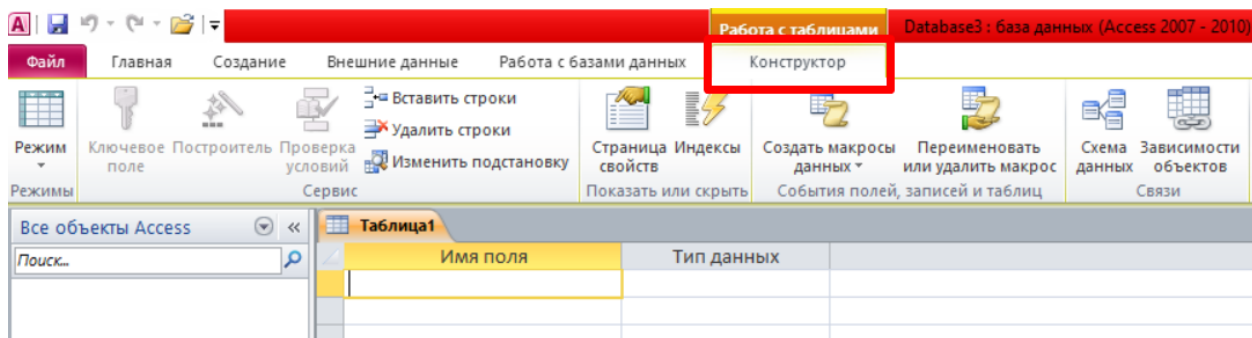 Работа с таблицами Database3 : база данных (Access 2007 - 2010)
Файл Главная Создание Внешние данные Работа с базами данных Конструктор
Режим
Ключевое поле
Построитель
Проверка условий
Вставить строки
Удалить строки
Изменить подстановку
Страница свойств
Индексы
Создать макросы данных
Переименовать или удалить макрос
Схема данных
Зависимости объектов
Режимы Сервис Показать или скрыть События полей, записей и таблиц Связи
Все объекты Access
Поиск...
Таблица1
Имя поля Тип данных